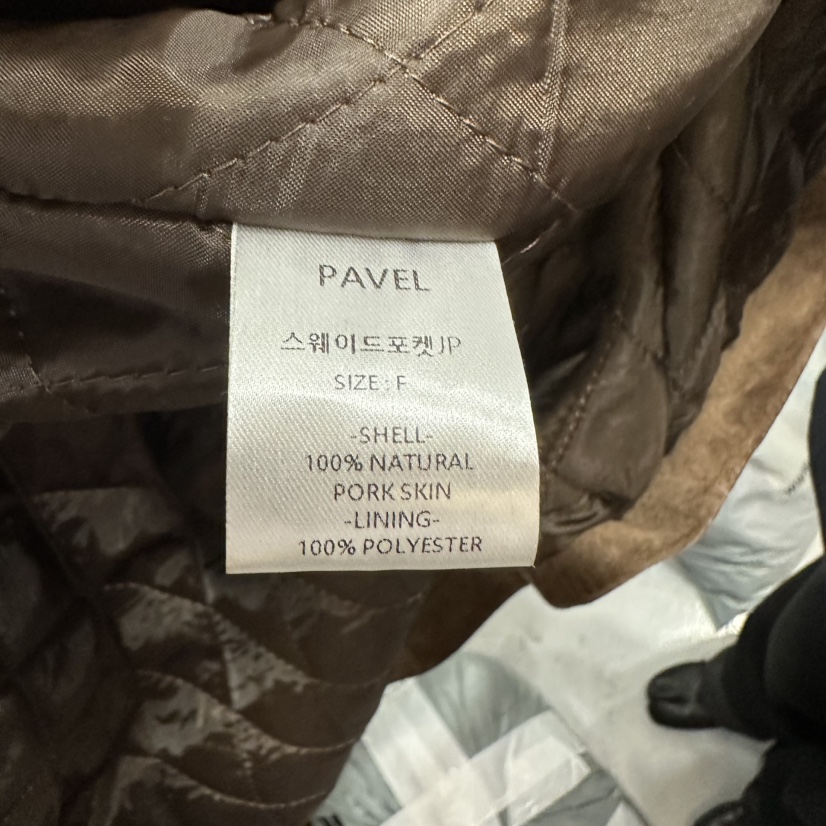 PAVEL
스웨이드포켓JP
SIZE : F
-SHELL-
100% NATURAL
PORK SKIN
-LINING-
100% POLYESTER